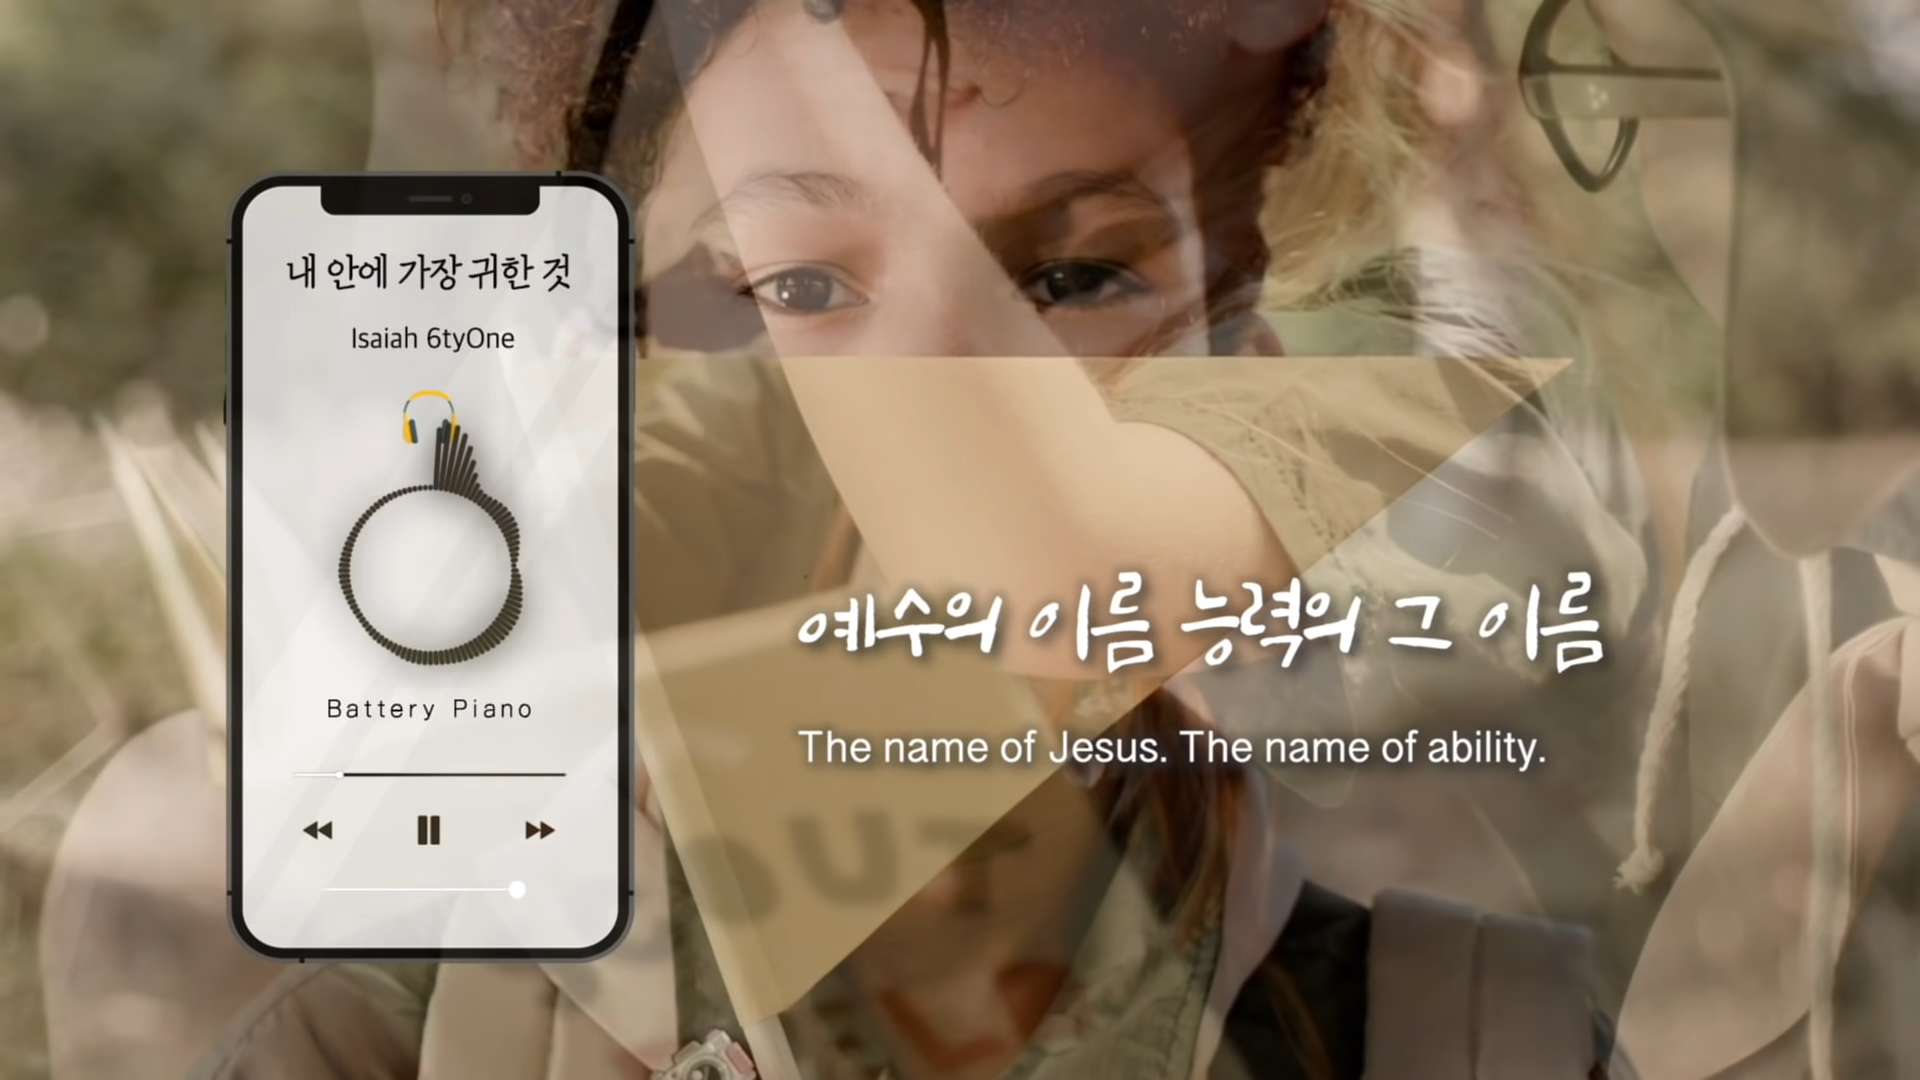 내 안에 가장 귀한 것
Isaiah 6tyOne
Battery Piano
예수의 이름 능력의 그 이름
The name of Jesus. The name of ability.
OUT